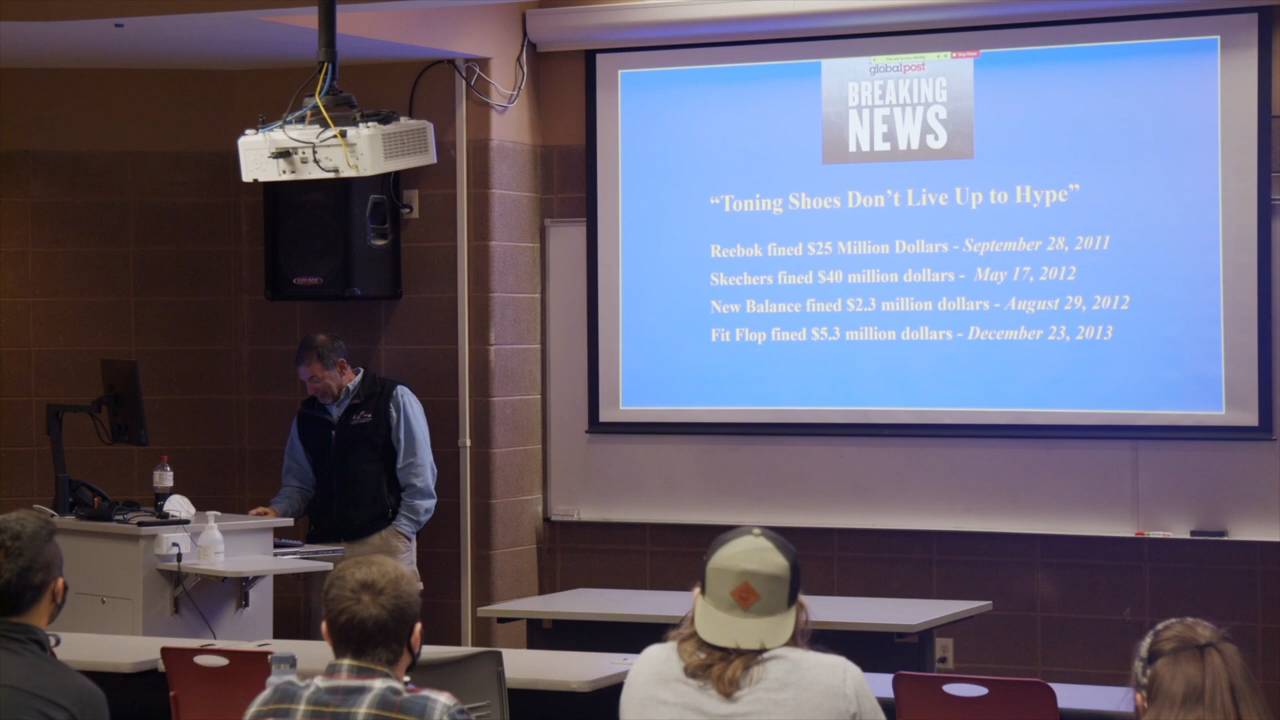 globalpost
BREAKING
NEWS
“Toning Shoes Don’t Live Up to Hype”
Reebok fined $25 Million Dollars - September 28, 2011
Skechers fined $40 million dollars - May 17, 2012
New Balance fined $2.3 million dollars - August 29, 2012
Fit Flop fined $5.3 million dollars - December 23, 2013